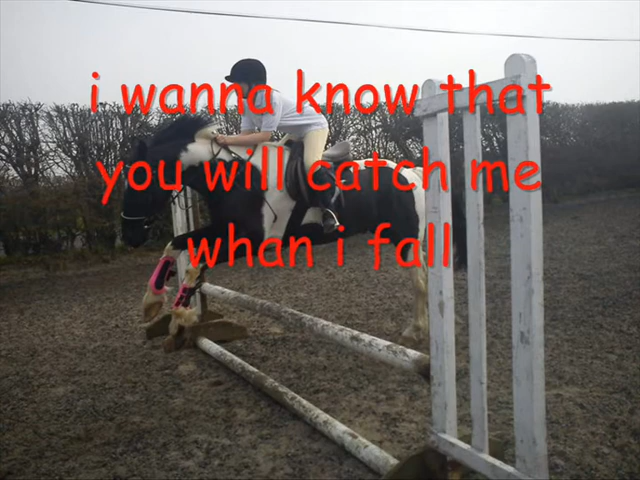 i wanna know that
you will catch me
whan i fall